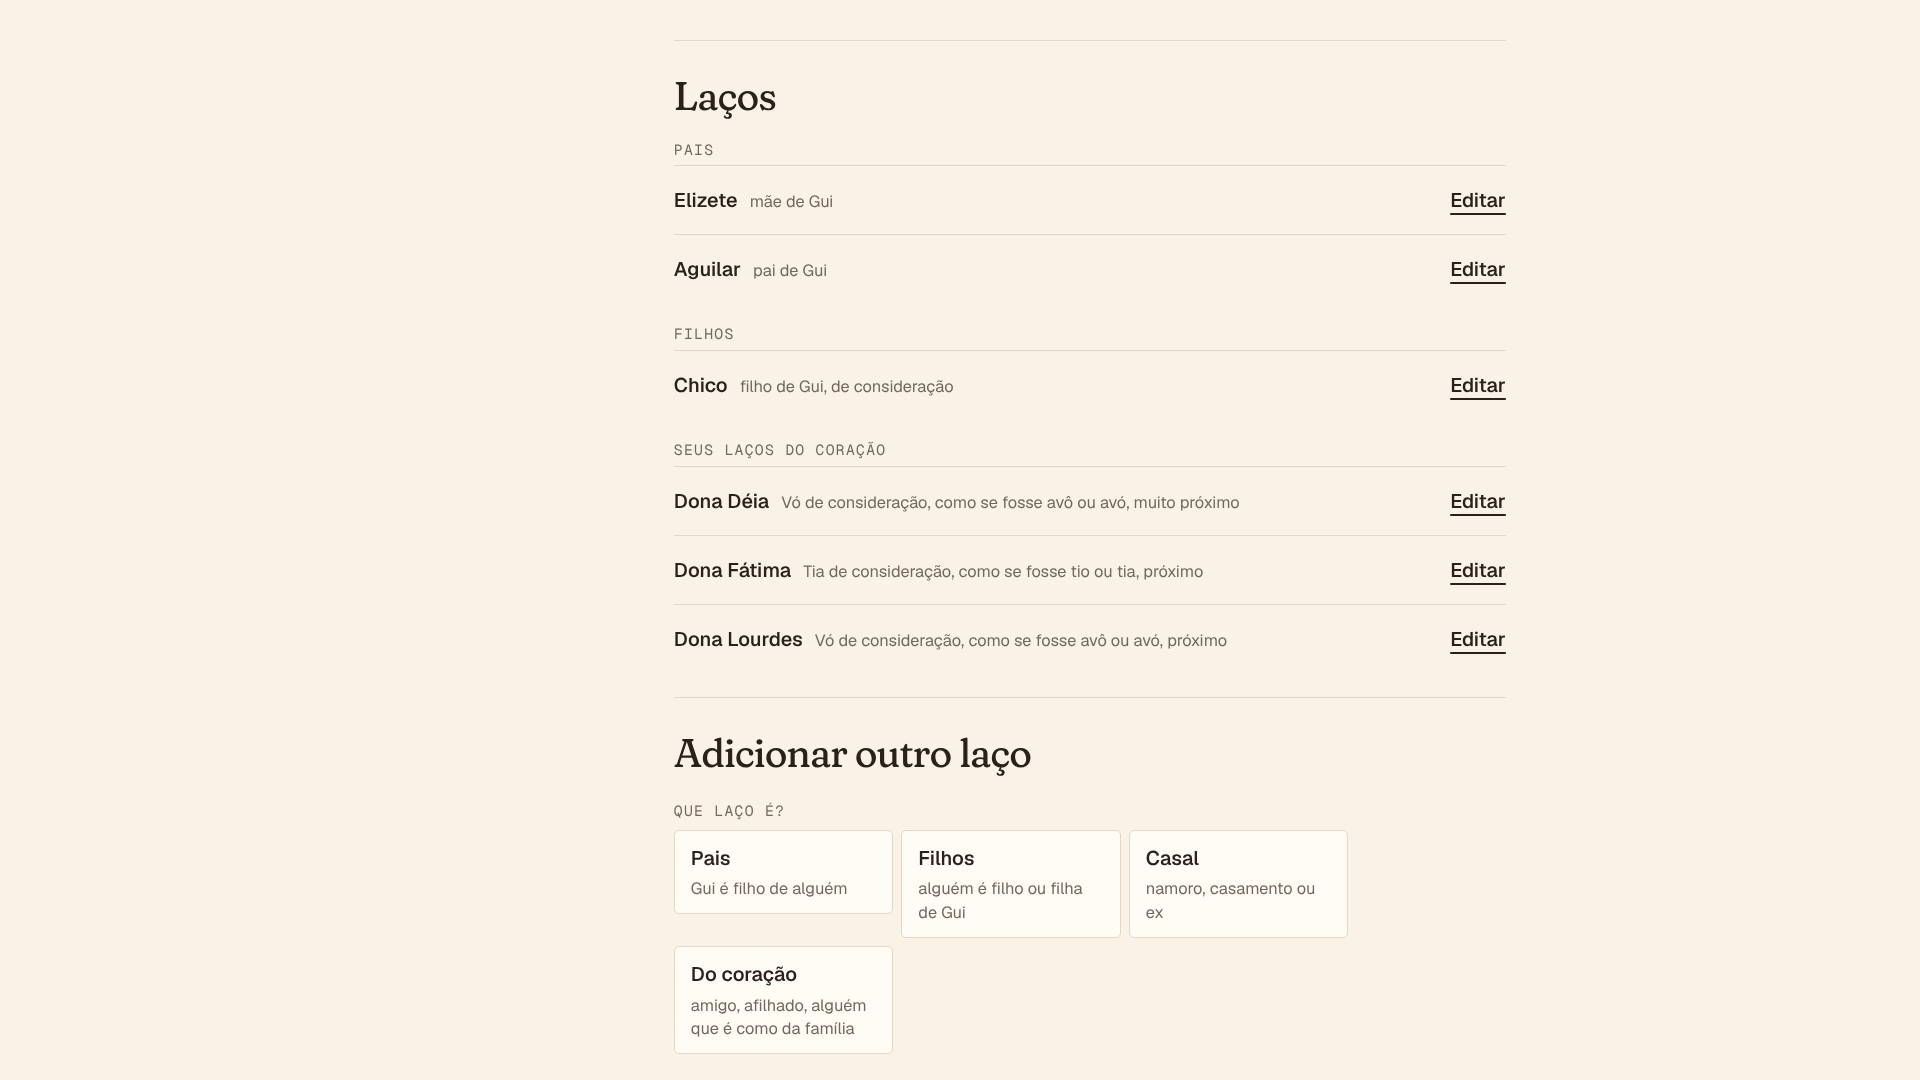 Laços
PAIS
Elizete mãe de Gui Editar
Aguilar pai de Gui Editar
FILHOS
Chico filho de Gui, de consideração Editar
SEUS LAÇOS DO CORAÇÃO
Dona Déia Vó de consideração, como se fosse avô ou avó, muito próximo Editar
Dona Fátima Tia de consideração, como se fosse tio ou tia, próximo Editar
Dona Lourdes Vó de consideração, como se fosse avô ou avó, próximo Editar
Adicionar outro laço
QUE LAÇO É?
Pais
Gui é filho de alguém
Filhos
alguém é filho ou filha
de Gui
Casal
namoro, casamento ou
ex
Do coração
amigo, afilhado, alguém
que é como da família